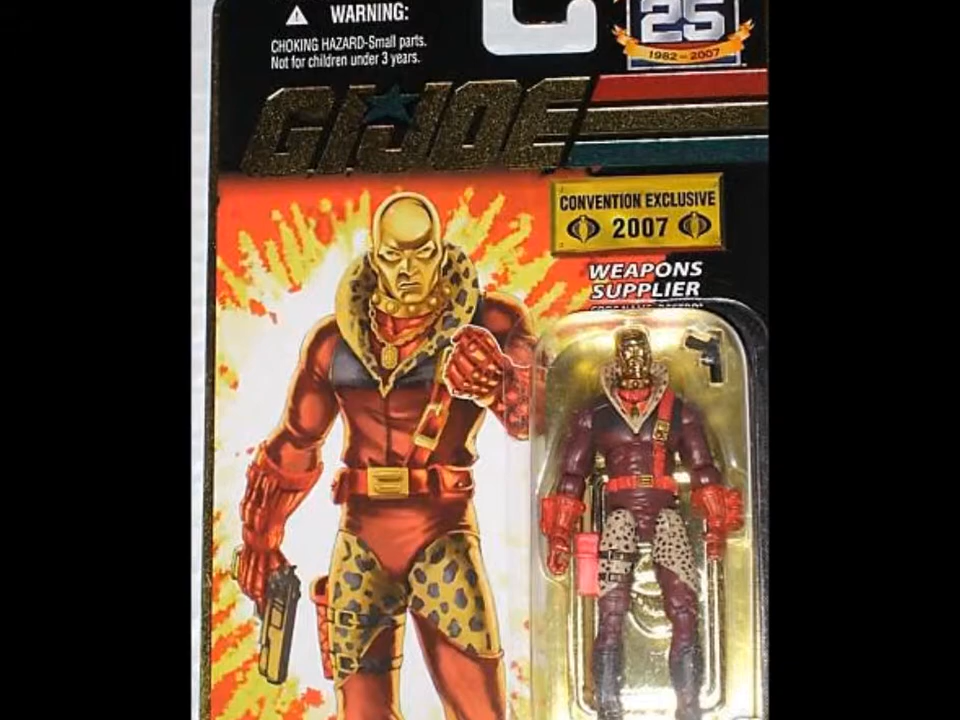 WARNING:
CHOKING HAZARD-Small parts.
Not for children under 3 years.
25
1982-2007
G.I. JOE
CONVENTION EXCLUSIVE
2007
WEAPONS
SUPPLIER